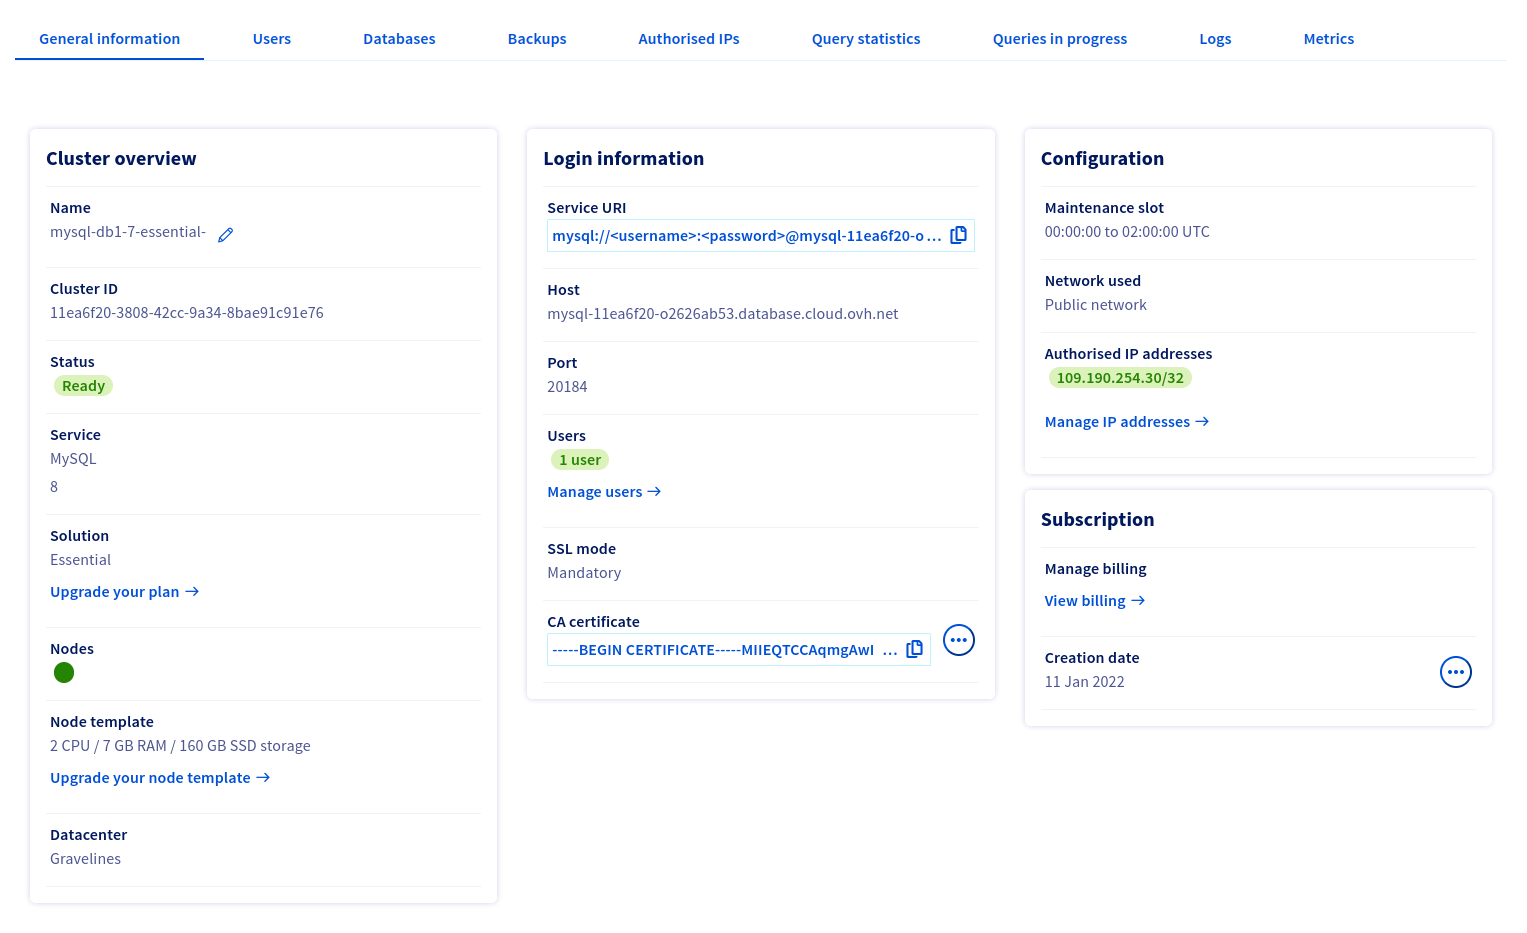 General information
Users
Databases
Backups
Authorised IPs
Query statistics
Queries in progress
Logs
Metrics
Cluster overview
Name
mysql-db1-7-essential-
Cluster ID
11ea6f20-3808-42cc-9a34-8bae91c91e76
Status
Ready
Service
MySQL
8
Solution
Essential
Upgrade your plan →
Nodes
Node template
2 CPU / 7 GB RAM / 160 GB SSD storage
Upgrade your node template →
Datacenter
Gravelines
Login information
Service URI
mysql://<username>:<password>@mysql-11ea6f20-o ...
Host
mysql-11ea6f20-o2626ab53.database.cloud.ovh.net
Port
20184
Users
1 user
Manage users →
SSL mode
Mandatory
CA certificate
-----BEGIN CERTIFICATE-----MIIEQTCCAqmgAwI ...
Configuration
Maintenance slot
00:00:00 to 02:00:00 UTC
Network used
Public network
Authorised IP addresses
109.190.254.30/32
Manage IP addresses →
Subscription
Manage billing
View billing →
Creation date
11 Jan 2022